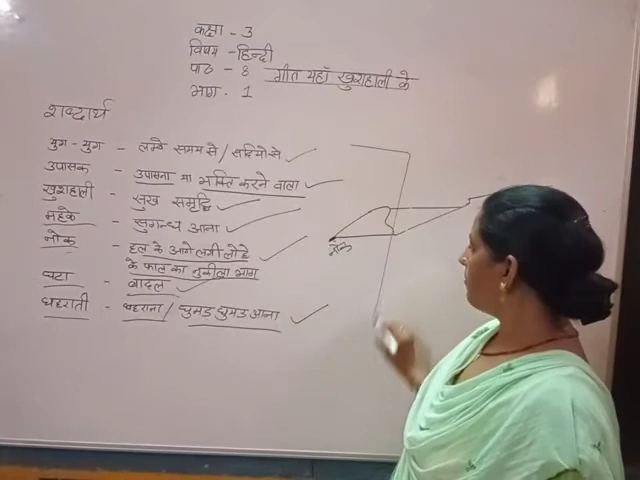 कक्षा - 3
विषय - हिन्दी
पाठ - 8 गीत यहाँ खुशहाली के
भाग - 1
शब्दार्थ
युग - युग - लम्बे समय से / सदियो से
उपासक - उपासना या भक्ति करने वाला
खुशहाली - सुख समृद्धि
महके - सुगन्ध आना
नोक - हल के आगे लगी लोहे
के फाल का नुकीला भाग
घटा - बादल
घहराती - घहराना / घुमड घुमड आना
नोक